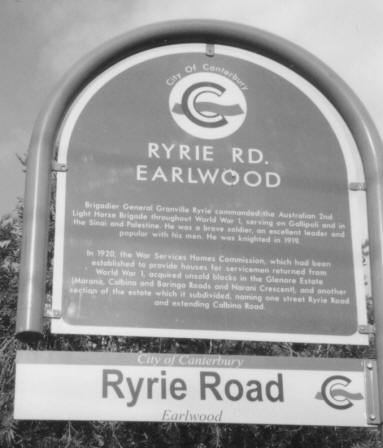 City Of Canterbury
RYRIE RD.
EARLWOOD
Brigadier General Granville Ryrie commanded the Australian 2nd
Light Horse Brigade throughout World War 1, serving on Gallipoli and in
the Sinai and Palestine. He was a brave soldier, an excellent leader and
popular with his men. He was knighted in 1919.
In 1920, the War Services Homes Commission, which had been
established to provide houses for servicemen returned from
World War 1, acquired unsold blocks in the Glenore Estate
(Marana, Calbina and Baringa Roads and Narani Crescent), and another
section of the estate which it subdivided, naming one street Ryrie Road
and extending Calbina Road.
City of Canterbury
Ryrie Road
Earlwood